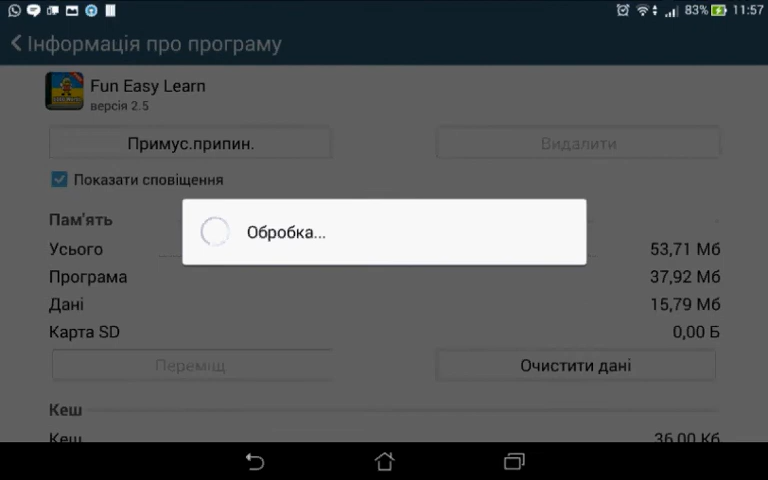 83% 11:57
Інформація про програму
Fun Easy Learn
версія 2.5
Примус.припин. Видалити
Показати сповіщення
Пам'ять
Обробка...
Усього 53,71 Мб
Програма 37,92 Мб
Дані 15,79 Мб
Карта SD 0,00 Б
Переміщ Очистити дані
Кеш
Кеш 36,00 Кб